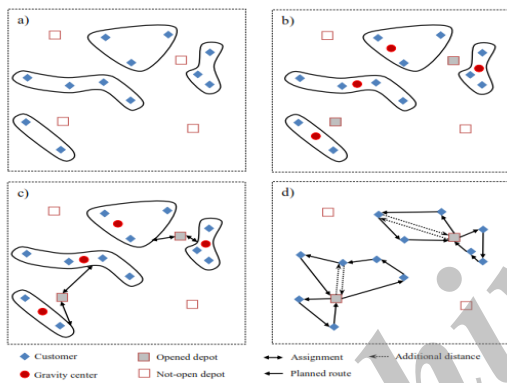 a)
b)
c)
d)
Customer
Opened depot
Assignment
Additional distance
Gravity center
Not-open depot
Planned route